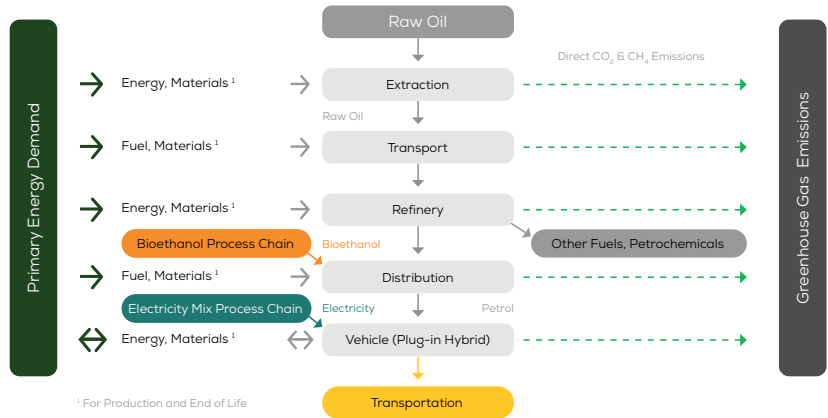 Raw Oil
Primary Energy Demand
Greenhouse Gas Emissions
Direct CO₂ & CH₄ Emissions
Energy, Materials ¹
Extraction
Raw Oil
Fuel, Materials ¹
Transport
Energy, Materials ¹
Refinery
Bioethanol Process Chain
Bioethanol
Other Fuels, Petrochemicals
Fuel, Materials ¹
Distribution
Electricity Mix Process Chain
Electricity
Petrol
Energy, Materials ¹
Vehicle (Plug-in Hybrid)
¹ For Production and End of Life
Transportation